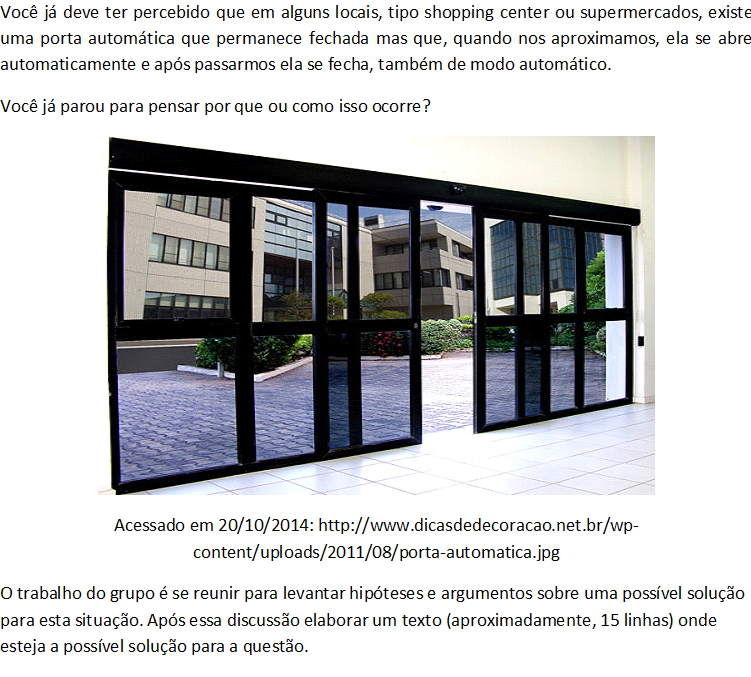 Você já deve ter percebido que em alguns locais, tipo shopping center ou supermercados, existe
uma porta automática que permanece fechada mas que, quando nos aproximamos, ela se abre
automaticamente e após passarmos ela se fecha, também de modo automático.
Você já parou para pensar por que ou como isso ocorre?
Acessado em 20/10/2014: http://www.dicasdedecoracao.net.br/wp-
content/uploads/2011/08/porta-automatica.jpg
O trabalho do grupo é se reunir para levantar hipóteses e argumentos sobre uma possível solução
para esta situação. Após essa discussão elaborar um texto (aproximadamente, 15 linhas) onde
esteja a possível solução para a questão.